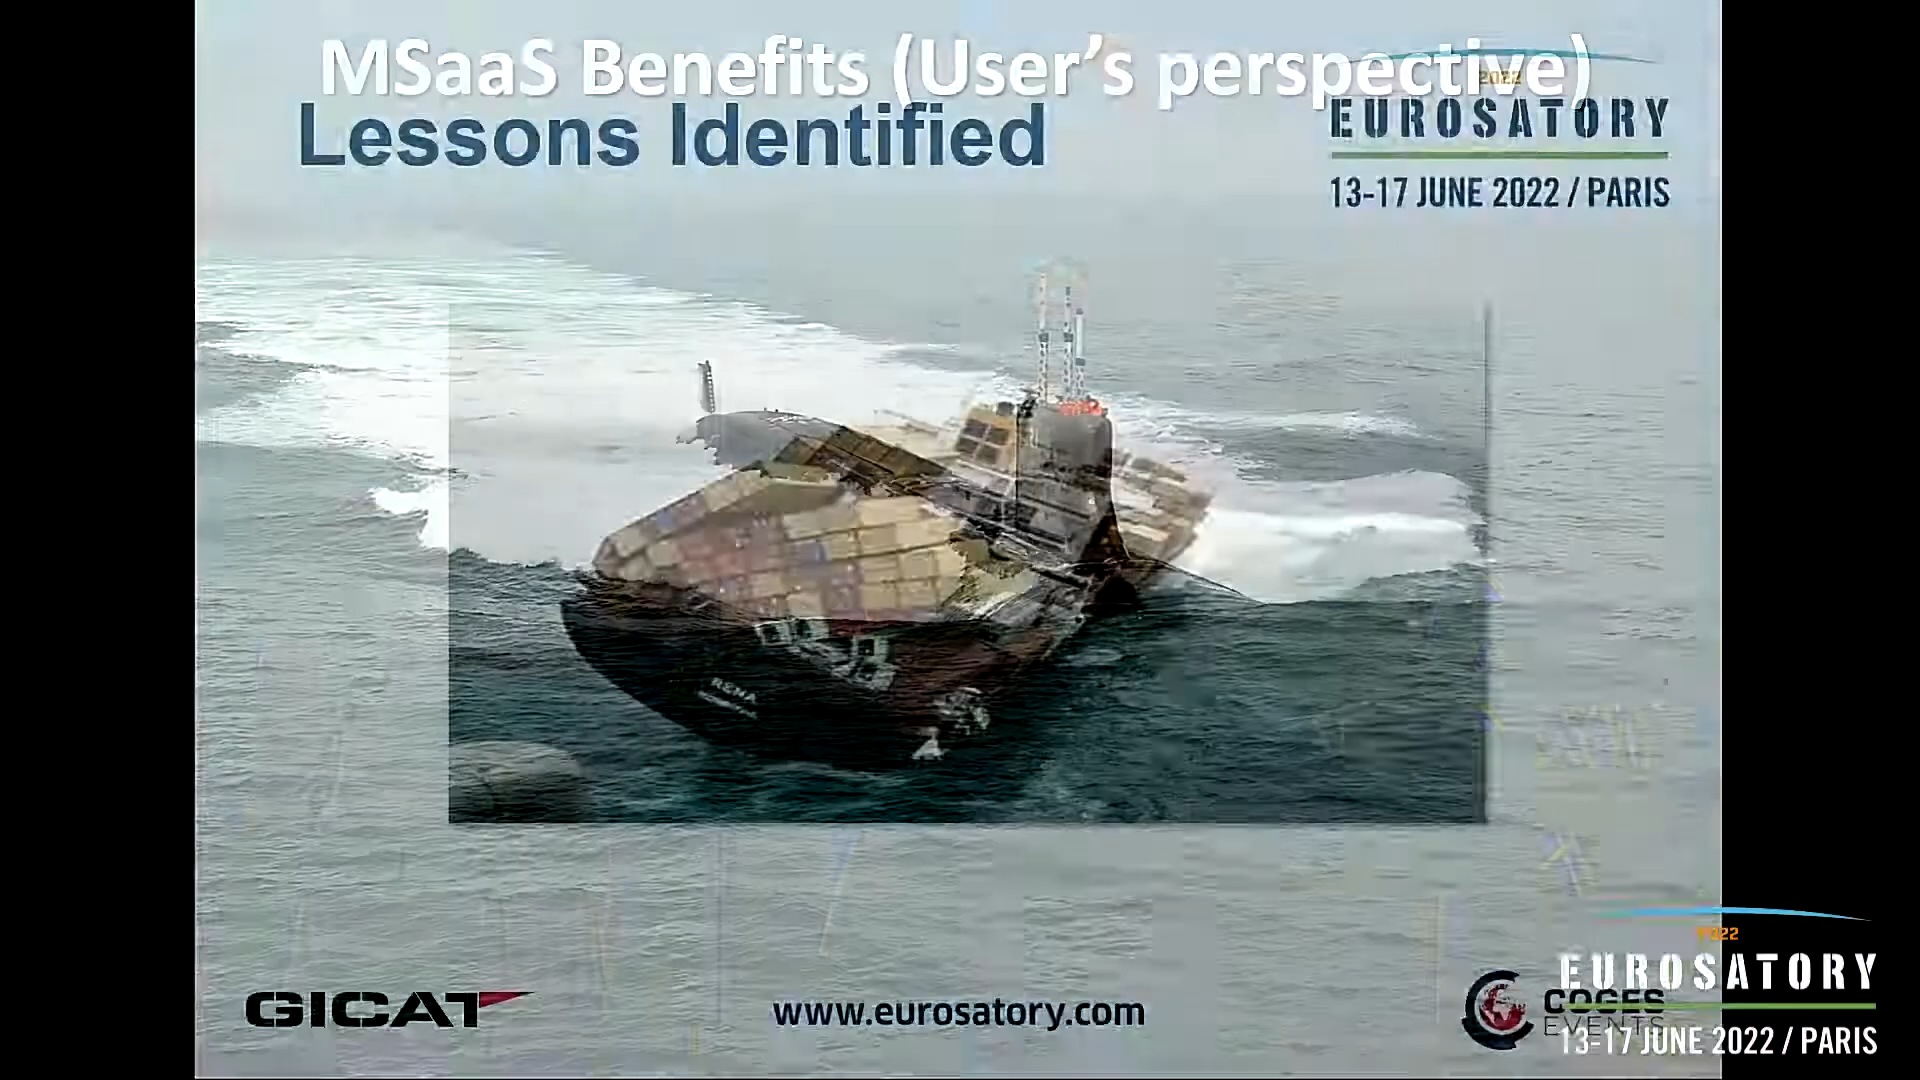 MSaaS Benefits (User's perspective)
Lessons Identified
2022
EUROSATORY
13-17 JUNE 2022 / PARIS
RENA
GICAT
www.eurosatory.com
COGES
EVENTS
2022
EUROSATORY
13-17 JUNE 2022 / PARIS